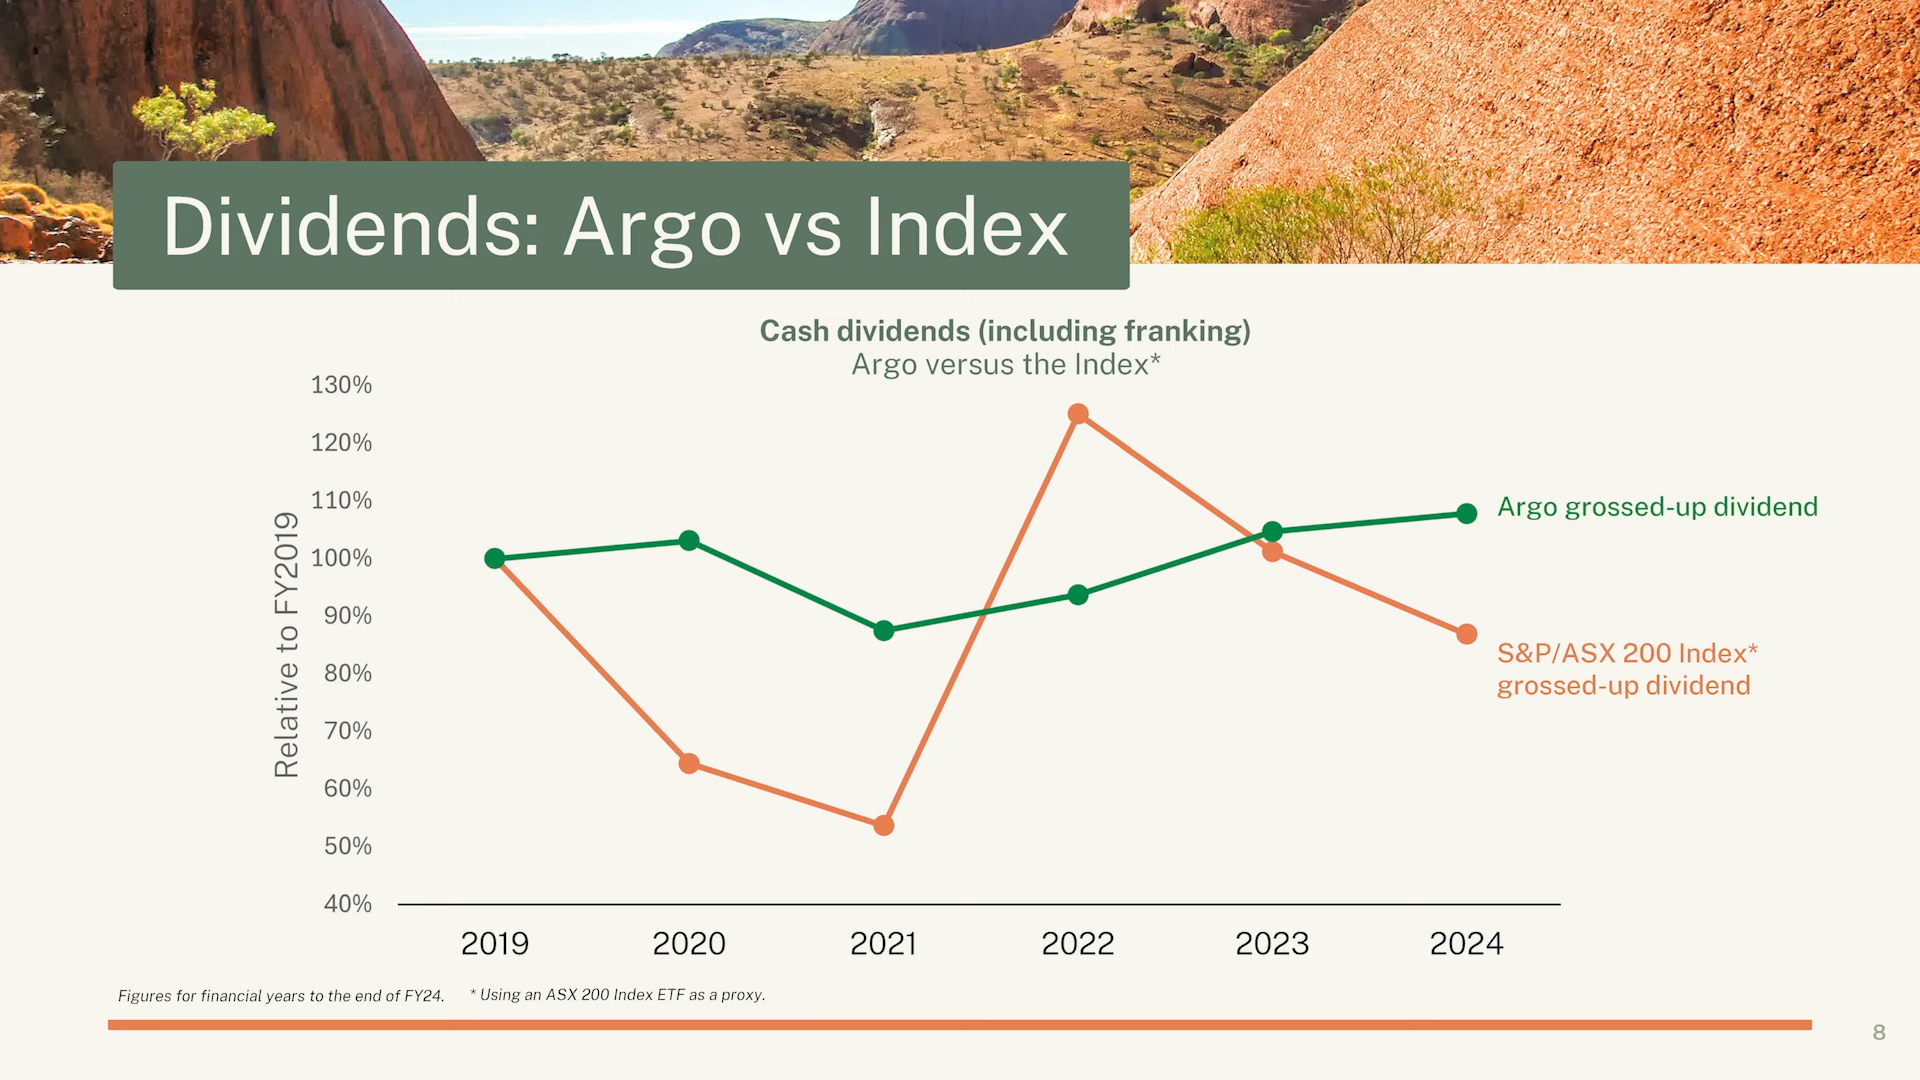 Dividends: Argo vs Index
Cash dividends (including franking)
Argo versus the Index*
Relative to FY2019
130%
120%
110%
100%
90%
80%
70%
60%
50%
40%
Argo grossed-up dividend
S&P/ASX 200 Index*
grossed-up dividend
2019 2020 2021 2022 2023 2024
Figures for financial years to the end of FY24. * Using an ASX 200 Index ETF as a proxy.
8